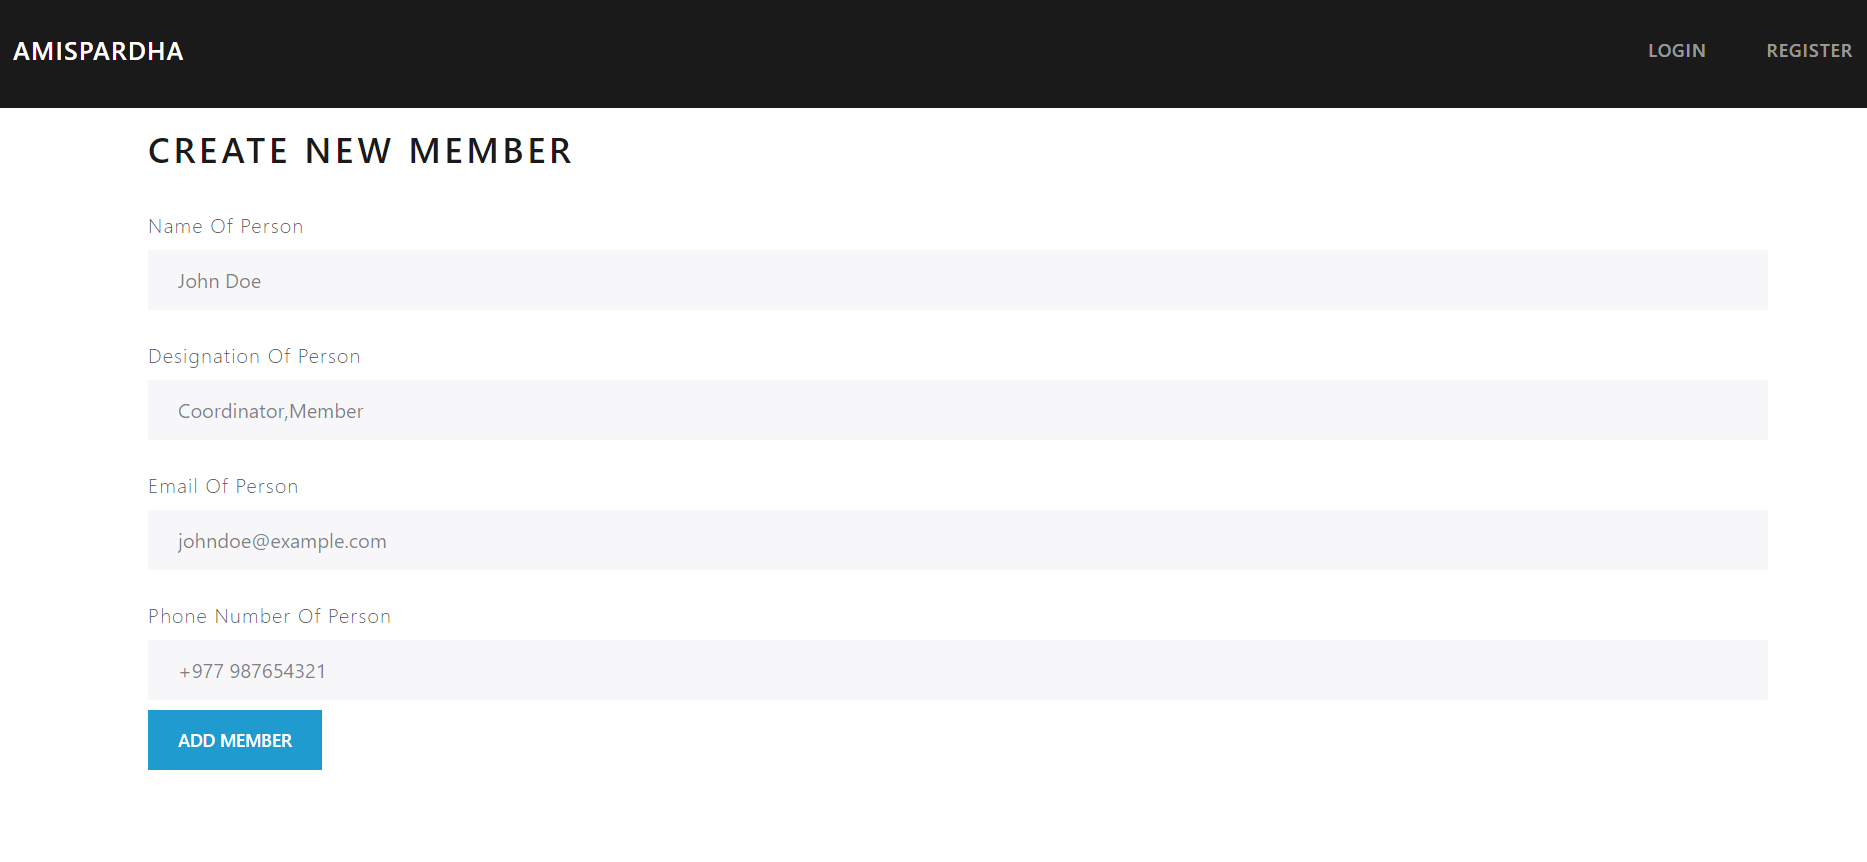 AMISPARDHA LOGIN REGISTER
CREATE NEW MEMBER
Name Of Person
John Doe
Designation Of Person
Coordinator,Member
Email Of Person
johndoe@example.com
Phone Number Of Person
+977 987654321
ADD MEMBER